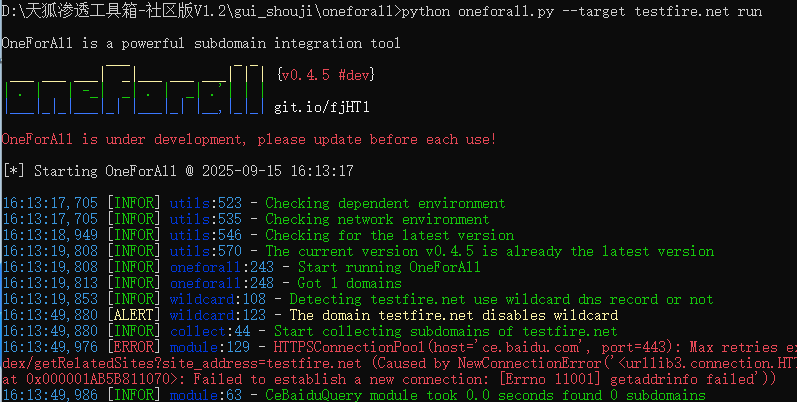 D:\天狐渗透工具箱-社区版V1.2\gui_shouji\oneforall>python oneforall.py --target testfire.net run
OneForAll is a powerful subdomain integration tool
{v0.4.5 #dev}
git.io/fjHT1
OneForAll is under development, please update before each use!
[*] Starting OneForAll @ 2025-09-15 16:13:17
16:13:17,705 [INFOR] utils:523 - Checking dependent environment
16:13:17,705 [INFOR] utils:535 - Checking network environment
16:13:18,949 [INFOR] utils:546 - Checking for the latest version
16:13:19,808 [INFOR] utils:570 - The current version v0.4.5 is already the latest version
16:13:19,808 [INFOR] oneforall:243 - Start running OneForAll
16:13:19,813 [INFOR] oneforall:248 - Got 1 domains
16:13:19,853 [INFOR] wildcard:108 - Detecting testfire.net use wildcard dns record or not
16:13:49,880 [ALERT] wildcard:123 - The domain testfire.net disables wildcard
16:13:49,880 [INFOR] collect:44 - Start collecting subdomains of testfire.net
16:13:49,976 [ERROR] module:129 - HTTPSConnectionPool(host='ce.baidu.com', port=443): Max retries ex
dex/getRelatedSites?site_address=testfire.net (Caused by NewConnectionError('<urllib3.connection.HT
at 0x000001AB5B811070>: Failed to establish a new connection: [Errno 11001] getaddrinfo failed'))
16:13:49,986 [INFOR] module:63 - CeBaiduQuery module took 0.0 seconds found 0 subdomains